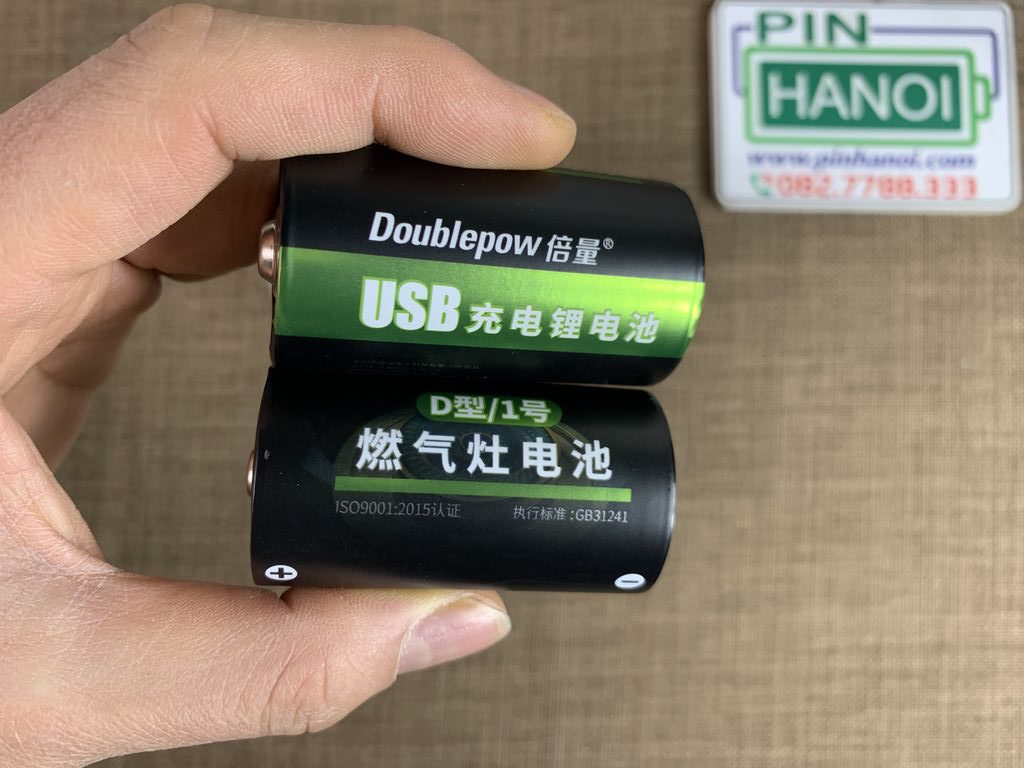 PIN
HANOI
www.pinhanoi.com
082.7798.333
Doublepow 倍量®
USB 充电锂电池
D型/1号
燃气灶电池
ISO9001:2015认证
执行标准:GB31241
+
−